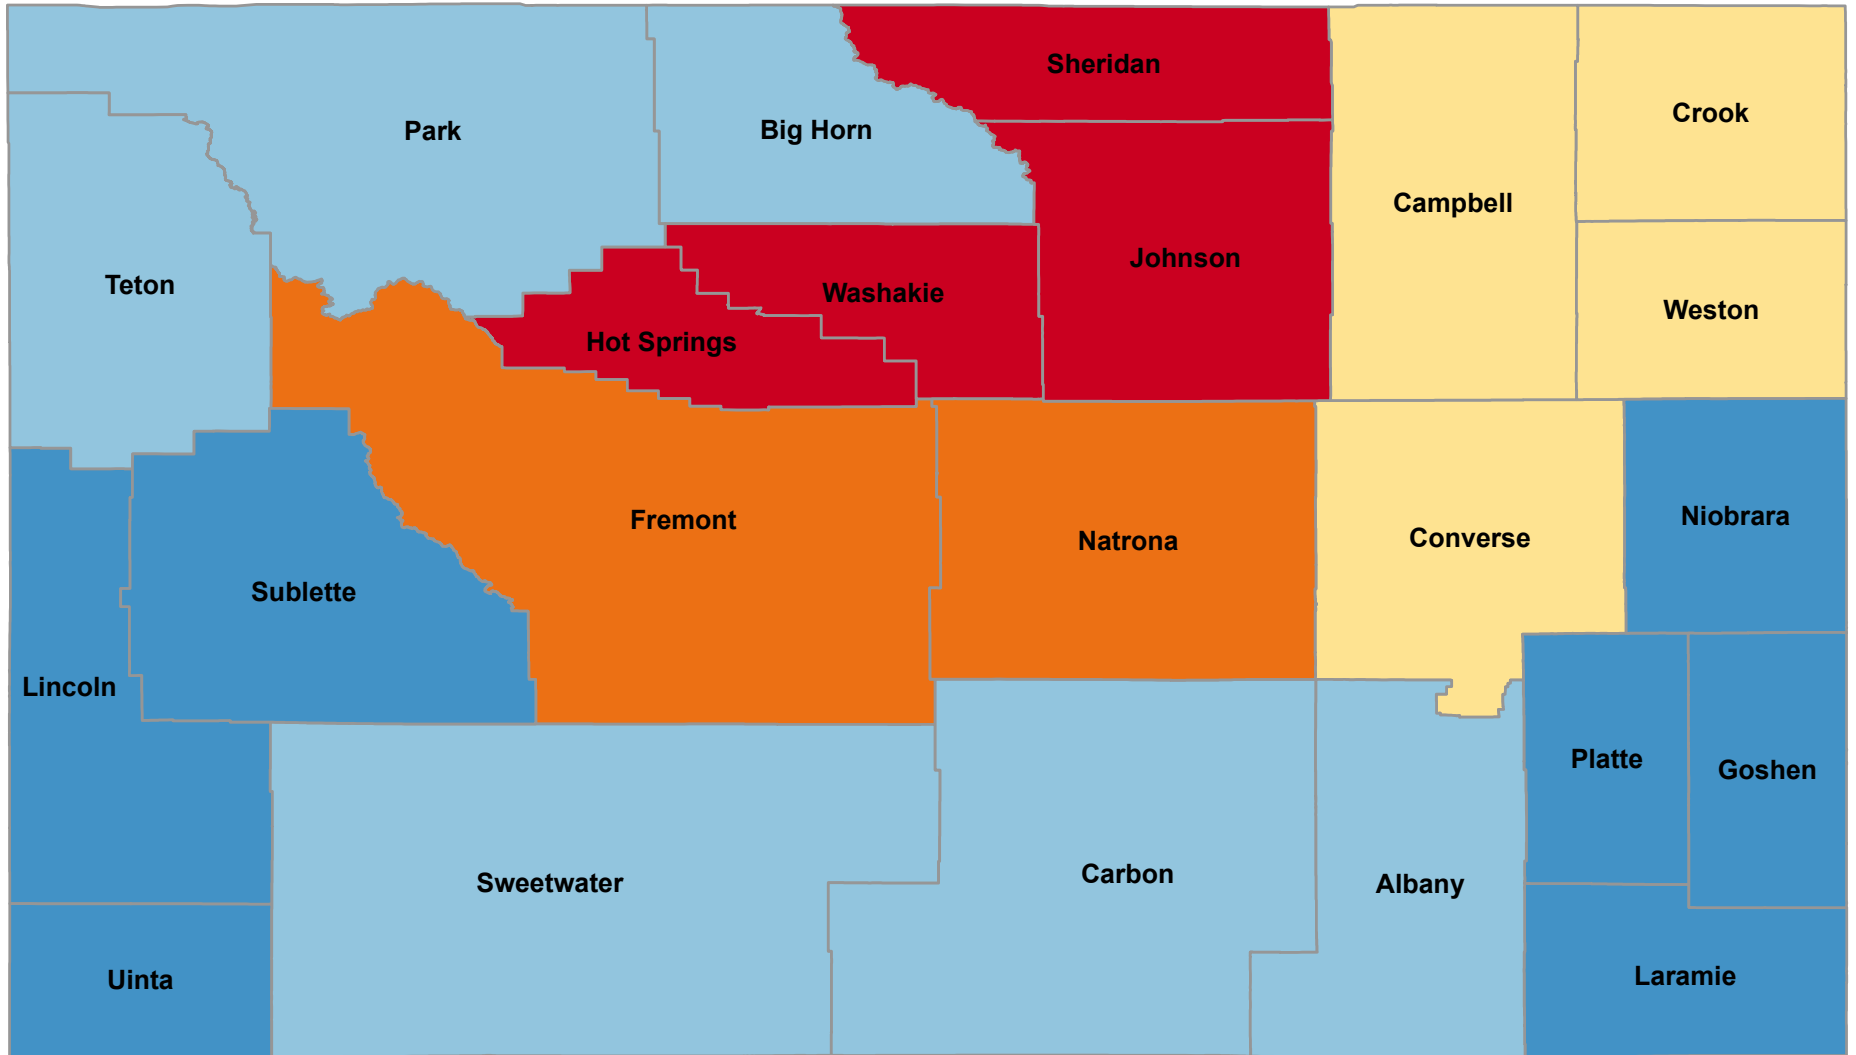 Sheridan
Crook
Park
Big Horn
Campbell
Johnson
Teton
Washakie
Weston
Hot Springs
Niobrara
Fremont
Converse
Natrona
Sublette
Lincoln
Platte
Goshen
Carbon
Sweetwater
Albany
Laramie
Uinta